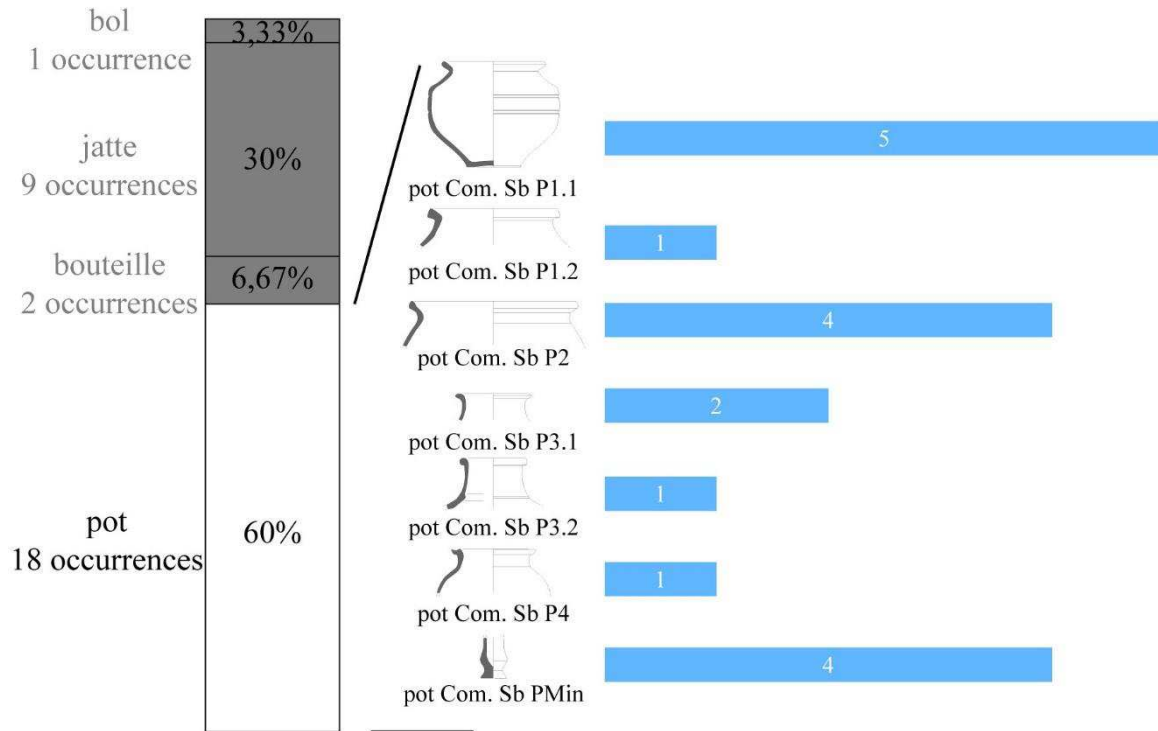 bol
1 occurrence
3,33%
jatte
9 occurrences
30%
bouteille
2 occurrences
6,67%
pot
18 occurrences
60%
pot Com. Sb P1.1
5
pot Com. Sb P1.2
1
pot Com. Sb P2
4
pot Com. Sb P3.1
2
pot Com. Sb P3.2
1
pot Com. Sb P4
1
pot Com. Sb PMin
4